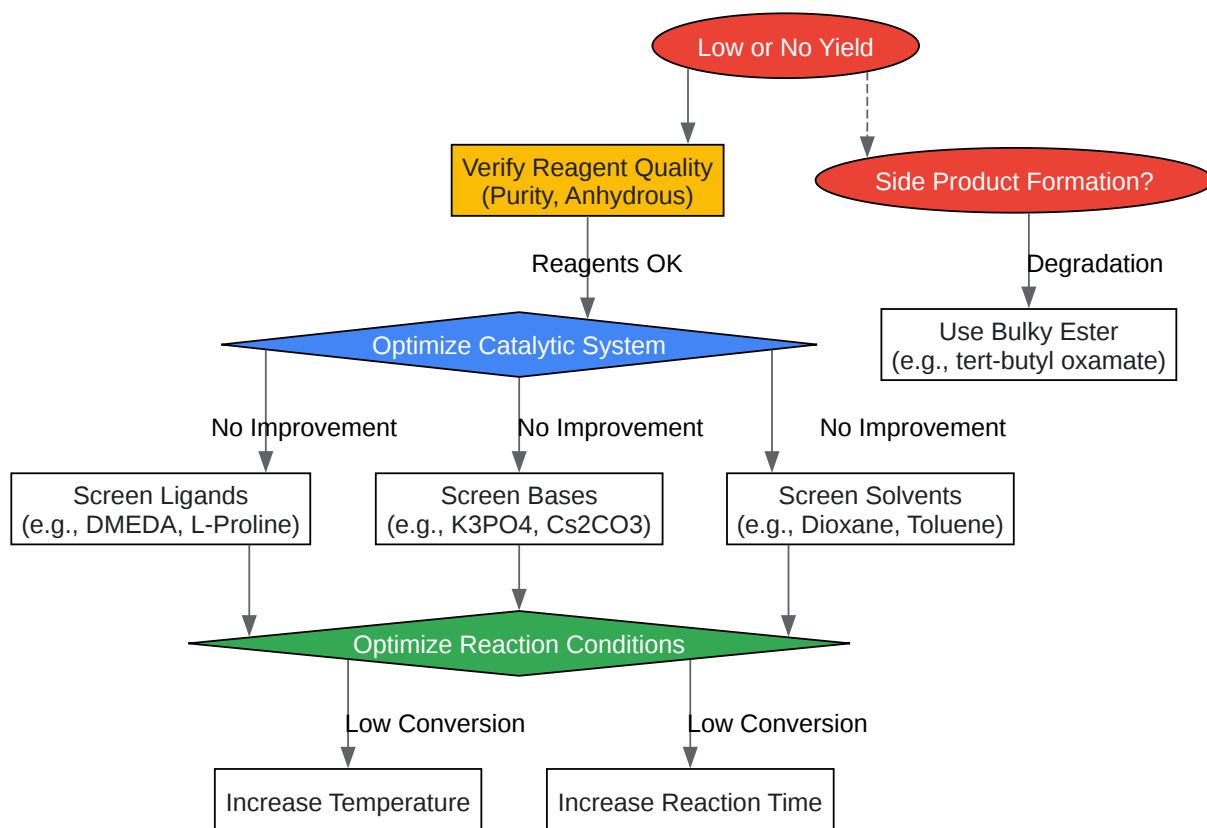 Low or No Yield
Verify Reagent Quality
(Purity, Anhydrous)
Side Product Formation?
Reagents OK
Degradation
Optimize Catalytic System
Use Bulky Ester
(e.g., tert-butyl oxamate)
No Improvement
No Improvement
No Improvement
Screen Ligands
(e.g., DMEDA, L-Proline)
Screen Bases
(e.g., K3PO4, Cs2CO3)
Screen Solvents
(e.g., Dioxane, Toluene)
Optimize Reaction Conditions
Low Conversion
Low Conversion
Increase Temperature
Increase Reaction Time